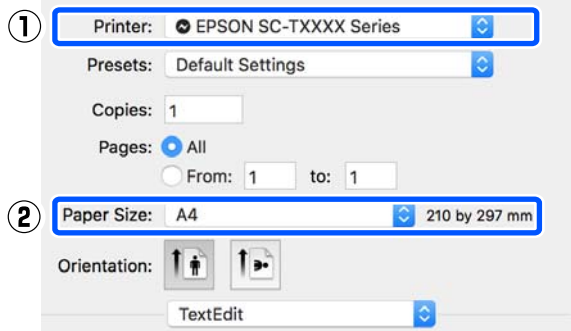 ① Printer: EPSON SC-TXXXX Series
Presets: Default Settings
Copies: 1
Pages: All
From: 1 to: 1
② Paper Size: A4 210 by 297 mm
Orientation:
TextEdit